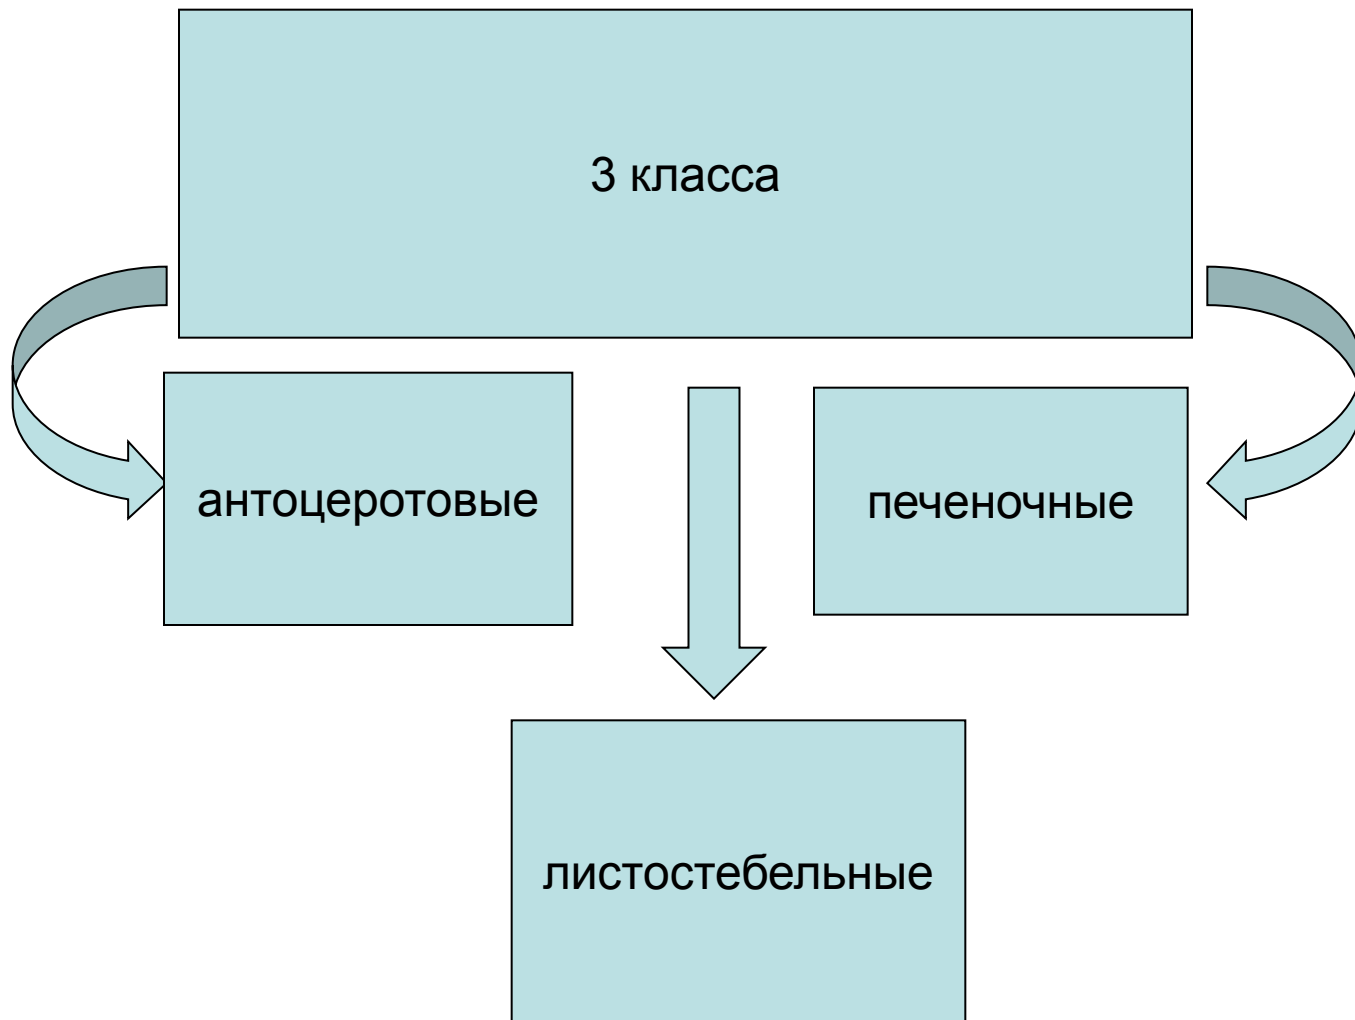 3 класса
антоцеротовые
печеночные
листостебельные